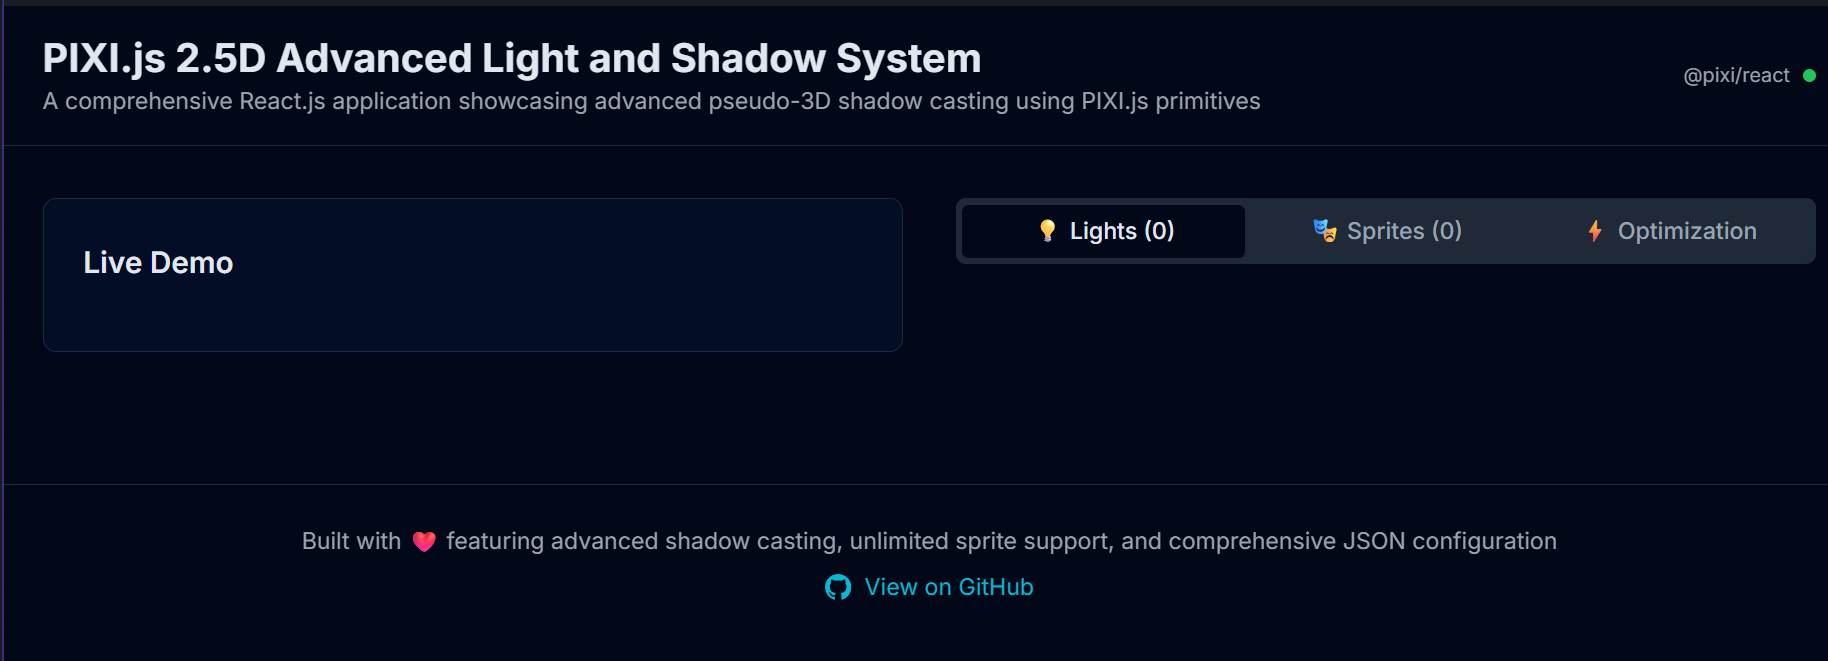 PIXI.js 2.5D Advanced Light and Shadow System
A comprehensive React.js application showcasing advanced pseudo-3D shadow casting using PIXI.js primitives
@pixi/react
Live Demo
Lights (0)
Sprites (0)
Optimization
Built with ❤️ featuring advanced shadow casting, unlimited sprite support, and comprehensive JSON configuration
View on GitHub